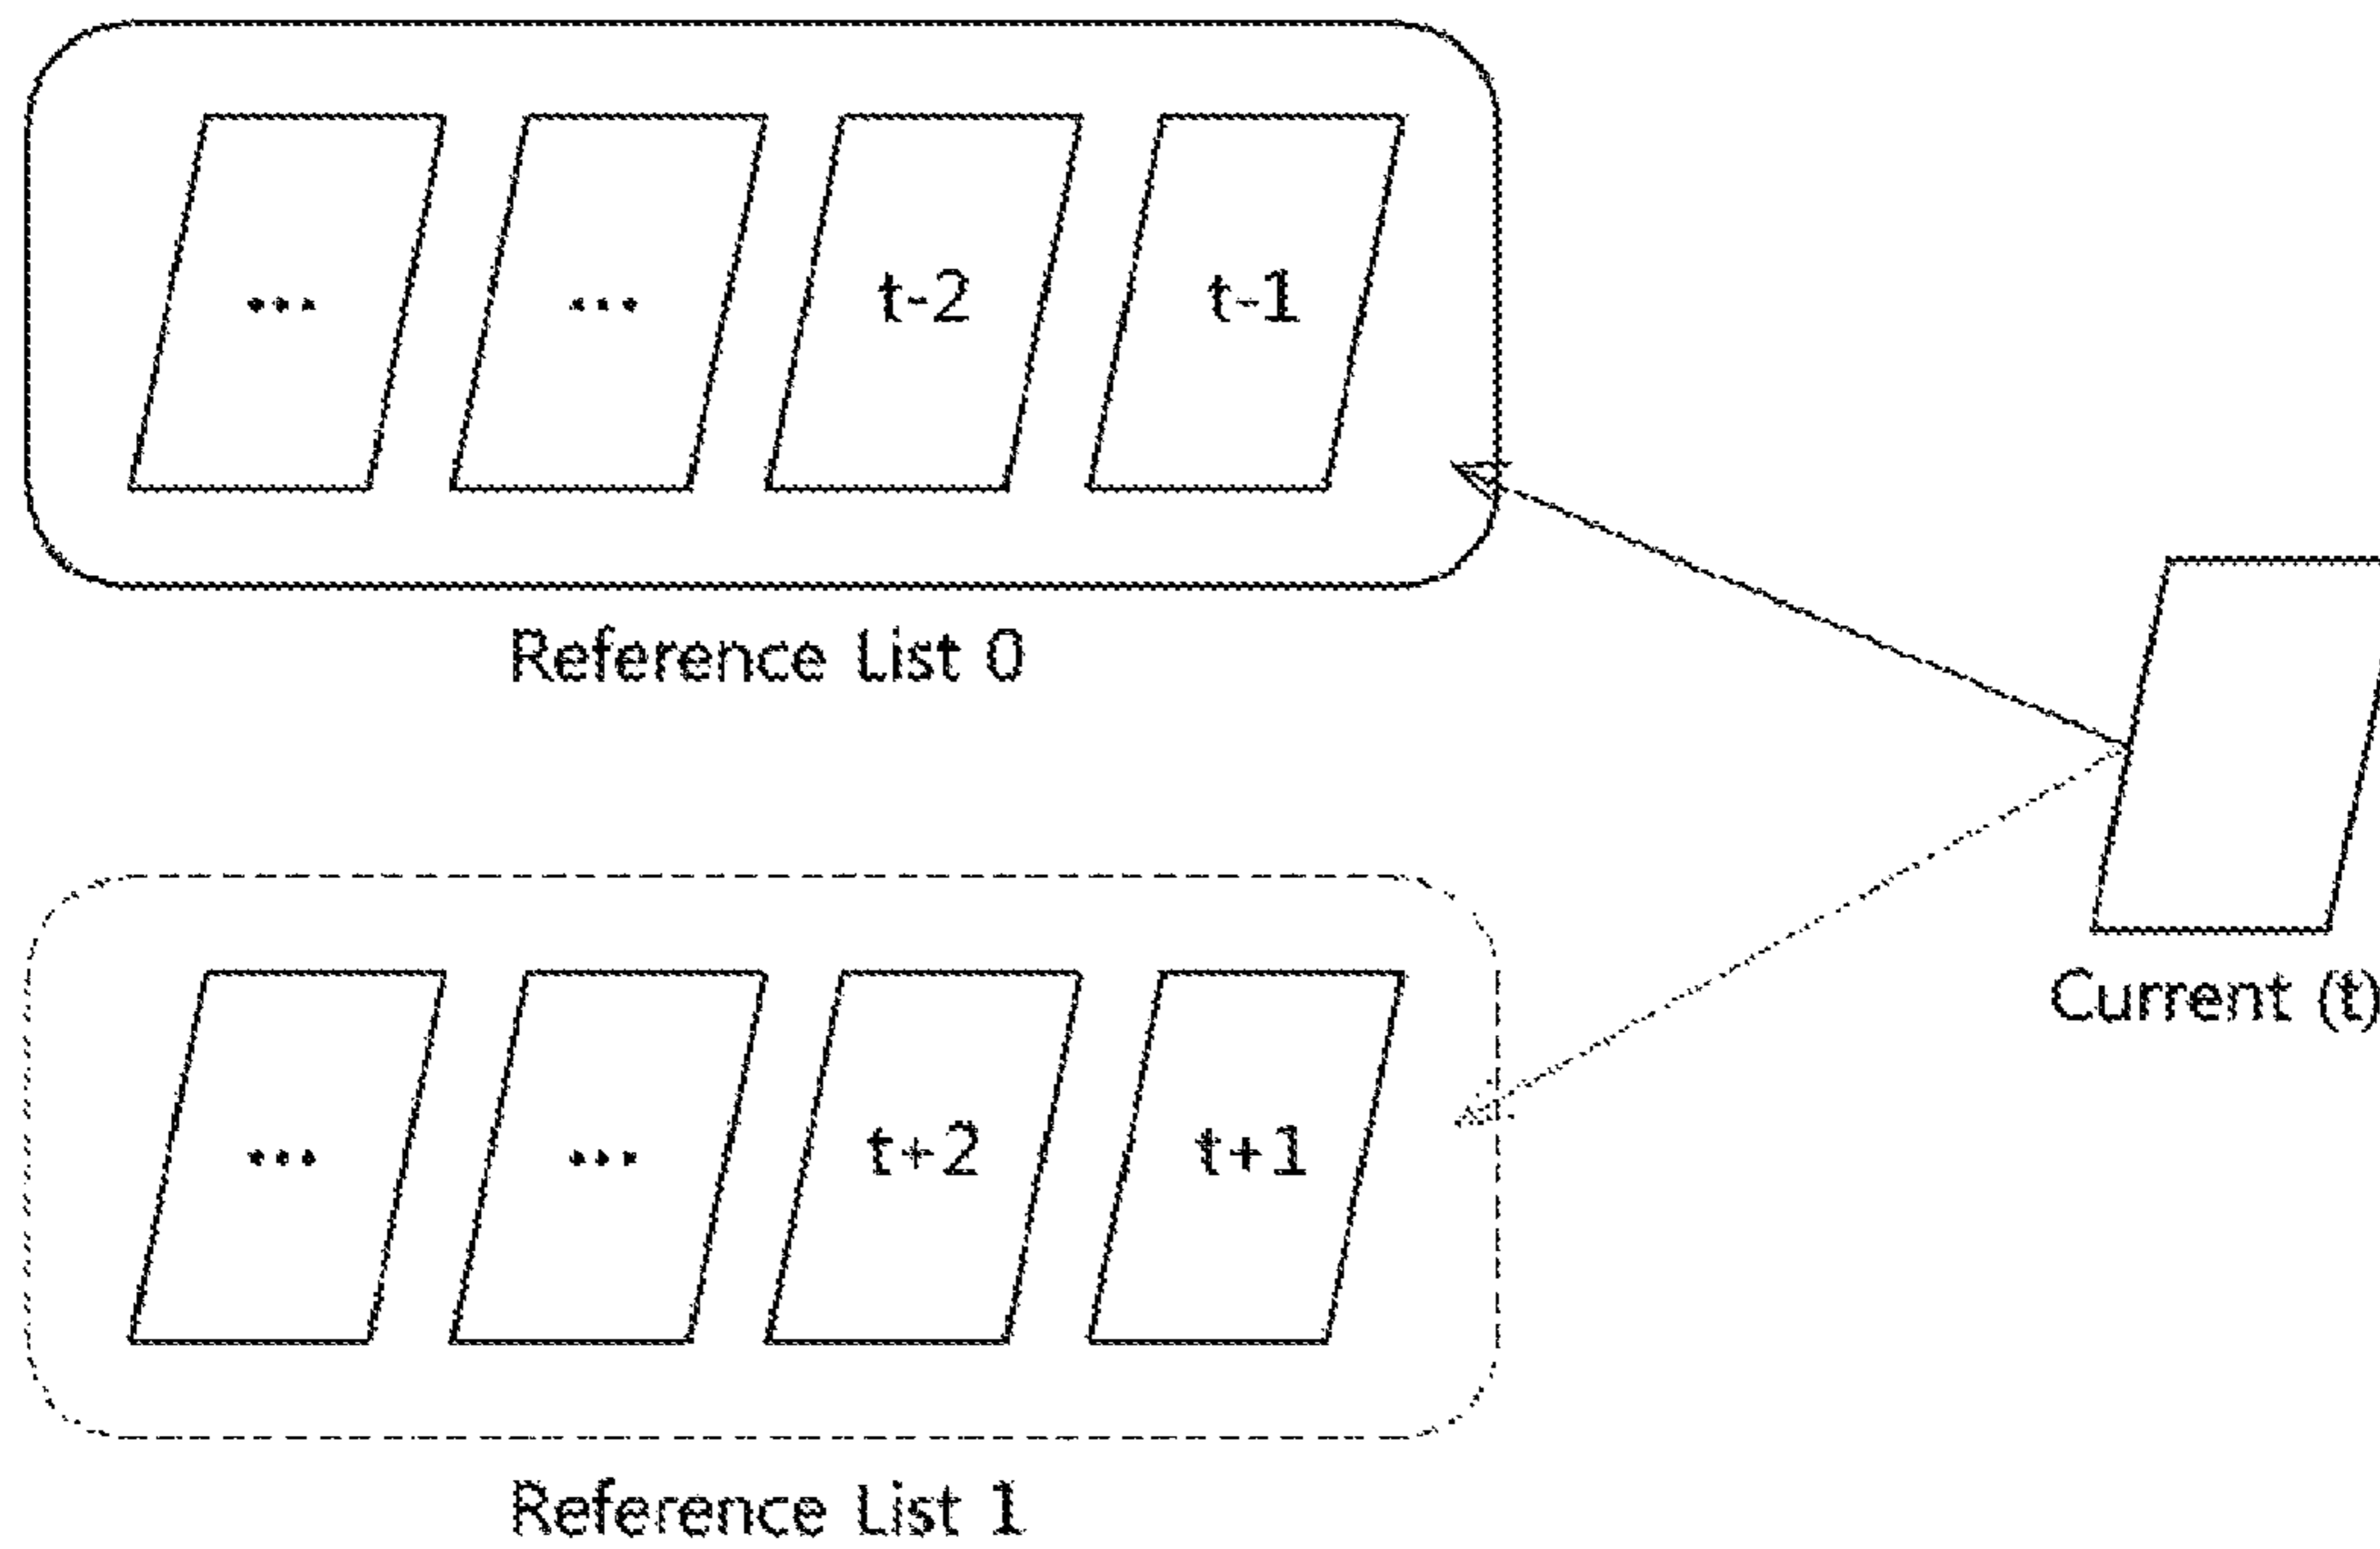 ... ... t-2 t-1
Reference List 0
Current (t)
... ... t+2 t+1
Reference List 1